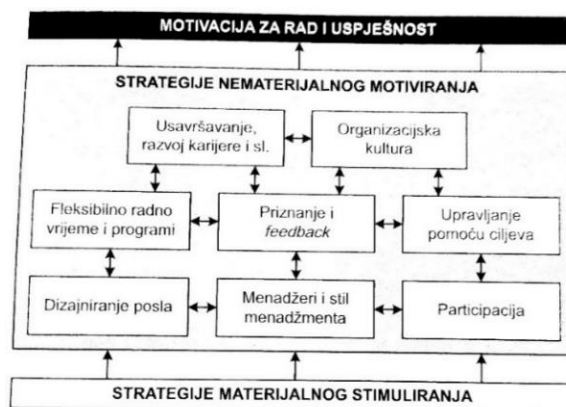 MOTIVACIJA ZA RAD I USPJEŠNOST
STRATEGIJE NEMATERIJALNOG MOTIVIRANJA
Usavršavanje,
razvoj karijere i sl.
Organizacijska
kultura
Fleksibilno radno
vrijeme i programi
Priznanje i
feedback
Upravljanje
pomoću ciljeva
Dizajniranje posla
Menadžeri i stil
menadžmenta
Participacija
STRATEGIJE MATERIJALNOG STIMULIRANJA